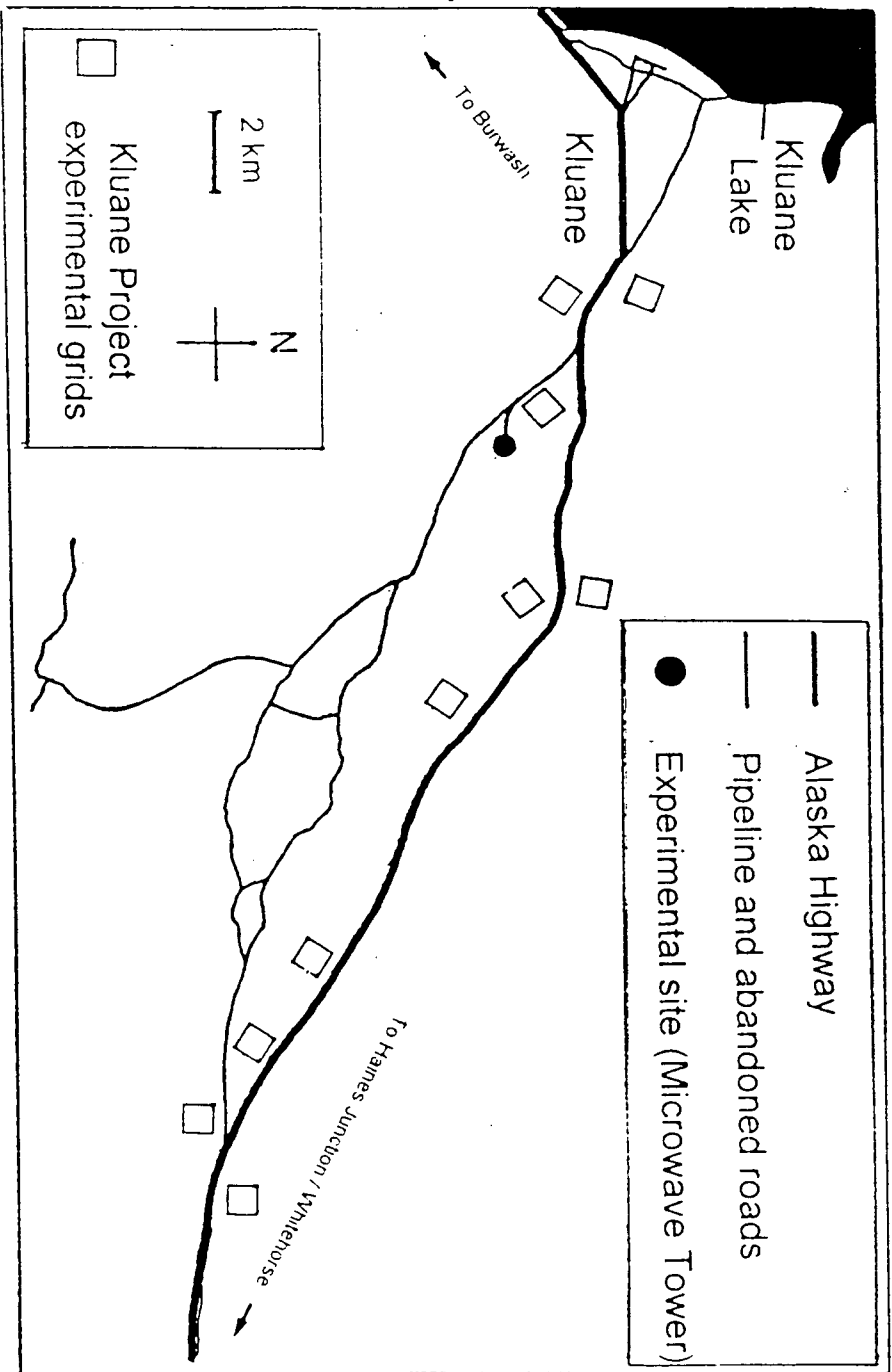 Kluane
Lake
Kluane
To Burwash
Alaska Highway
Pipeline and abandoned roads
Experimental site (Microwave Tower)
To Haines Junction / Whitehorse
2 km
N
Kluane Project
experimental grids